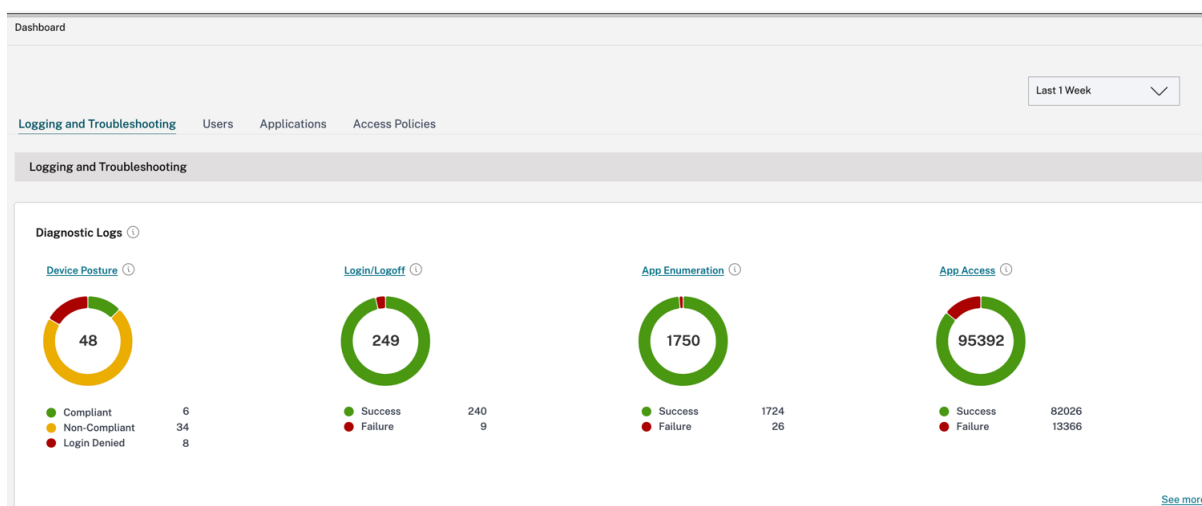 Dashboard
Last 1 Week
Logging and Troubleshooting Users Applications Access Policies
Logging and Troubleshooting
Diagnostic Logs
Device Posture Login/Logoff App Enumeration App Access
48 249 1750 95392
Compliant 6 Success 240 Success 1724 Success 82026
Non-Compliant 34 Failure 9 Failure 26 Failure 13366
Login Denied 8
See more